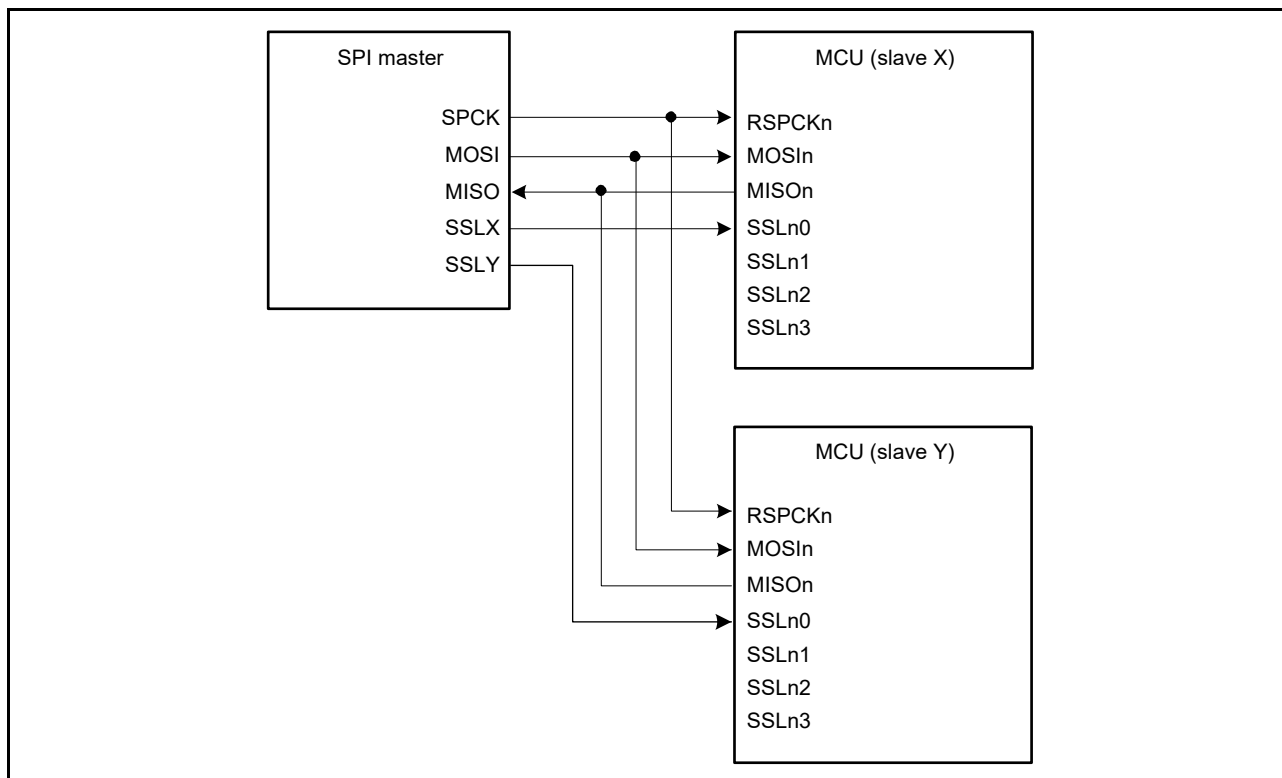 SPI master
SPCK
MOSI
MISO
SSLX
SSLY
MCU (slave X)
RSPCKn
MOSIn
MISOn
SSLn0
SSLn1
SSLn2
SSLn3
MCU (slave Y)
RSPCKn
MOSIn
MISOn
SSLn0
SSLn1
SSLn2
SSLn3